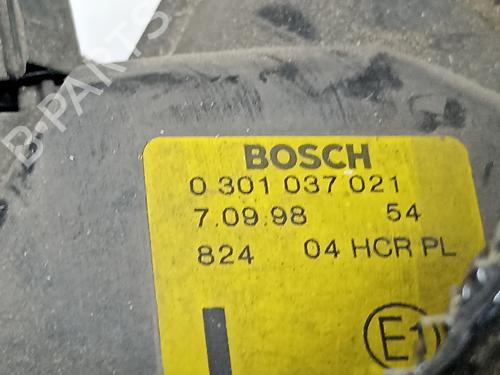 B-PARTS
BOSCH
0 301 037 021
7.09.98 54
824 04 HCR PL
E1